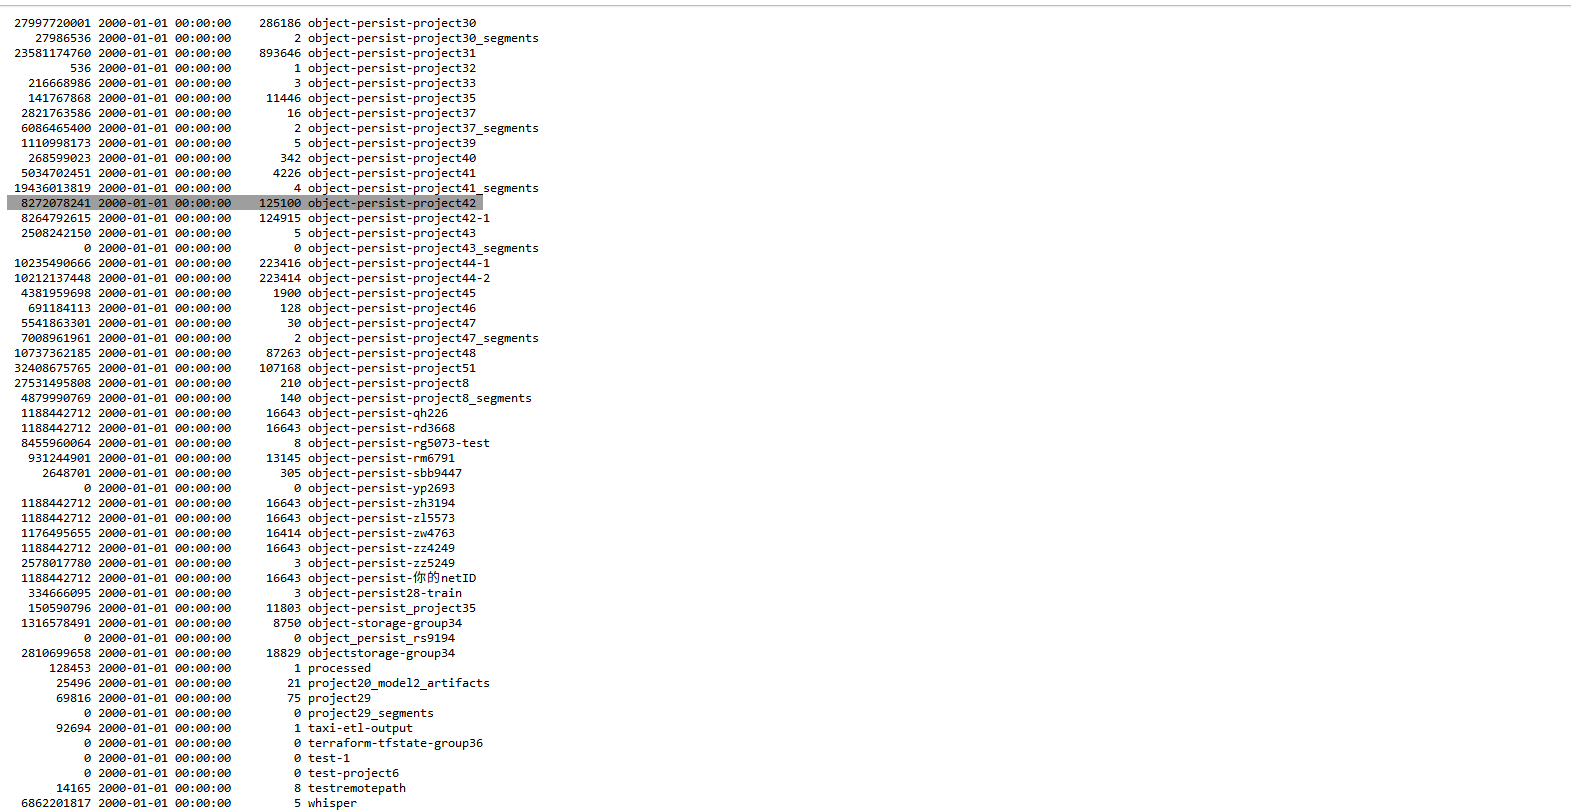 27997720001 2000-01-01 00:00:00    286186 object-persist-project30
27986536 2000-01-01 00:00:00         2 object-persist-project30_segments
23581174760 2000-01-01 00:00:00    893646 object-persist-project31
536 2000-01-01 00:00:00         1 object-persist-project32
216668986 2000-01-01 00:00:00         3 object-persist-project33
141767868 2000-01-01 00:00:00     11446 object-persist-project35
2821763586 2000-01-01 00:00:00        16 object-persist-project37
6086465400 2000-01-01 00:00:00         2 object-persist-project37_segments
1110998173 2000-01-01 00:00:00         5 object-persist-project39
268599023 2000-01-01 00:00:00       342 object-persist-project40
5034702451 2000-01-01 00:00:00      4226 object-persist-project41
19436013819 2000-01-01 00:00:00         4 object-persist-project41_segments
8272078241 2000-01-01 00:00:00    125100 object-persist-project42
8264792615 2000-01-01 00:00:00    124915 object-persist-project42-1
2508242150 2000-01-01 00:00:00         5 object-persist-project43
0 2000-01-01 00:00:00         0 object-persist-project43_segments
10235490666 2000-01-01 00:00:00    223416 object-persist-project44-1
10212137448 2000-01-01 00:00:00    223414 object-persist-project44-2
4381959698 2000-01-01 00:00:00      1900 object-persist-project45
691184113 2000-01-01 00:00:00       128 object-persist-project46
5541863301 2000-01-01 00:00:00        30 object-persist-project47
7008961961 2000-01-01 00:00:00         2 object-persist-project47_segments
10737362185 2000-01-01 00:00:00     87263 object-persist-project48
32408675765 2000-01-01 00:00:00    107168 object-persist-project51
27531495808 2000-01-01 00:00:00       210 object-persist-project8
4879990769 2000-01-01 00:00:00       140 object-persist-project8_segments
1188442712 2000-01-01 00:00:00     16643 object-persist-qh226
1188442712 2000-01-01 00:00:00     16643 object-persist-rd3668
8455960064 2000-01-01 00:00:00         8 object-persist-rg5073-test
931244901 2000-01-01 00:00:00     13145 object-persist-rm6791
2648701 2000-01-01 00:00:00       305 object-persist-sbb9447
0 2000-01-01 00:00:00         0 object-persist-yp2693
1188442712 2000-01-01 00:00:00     16643 object-persist-zh3194
1188442712 2000-01-01 00:00:00     16643 object-persist-zl5573
1176495655 2000-01-01 00:00:00     16414 object-persist-zw4763
1188442712 2000-01-01 00:00:00     16643 object-persist-zz4249
2578017780 2000-01-01 00:00:00         3 object-persist-zz5249
1188442712 2000-01-01 00:00:00     16643 object-persist-你的netID
334666095 2000-01-01 00:00:00         3 object-persist28-train
150590796 2000-01-01 00:00:00     11803 object-persist_project35
1316578491 2000-01-01 00:00:00      8750 object-storage-group34
0 2000-01-01 00:00:00         0 object_persist_rs9194
2810699658 2000-01-01 00:00:00     18829 objectstorage-group34
128453 2000-01-01 00:00:00         1 processed
25496 2000-01-01 00:00:00        21 project20_model2_artifacts
69816 2000-01-01 00:00:00        75 project29
0 2000-01-01 00:00:00         0 project29_segments
92694 2000-01-01 00:00:00         1 taxi-etl-output
0 2000-01-01 00:00:00         0 terraform-tfstate-group36
0 2000-01-01 00:00:00         0 test-1
0 2000-01-01 00:00:00         0 test-project6
14165 2000-01-01 00:00:00         8 testremotepath
6862201817 2000-01-01 00:00:00         5 whisper